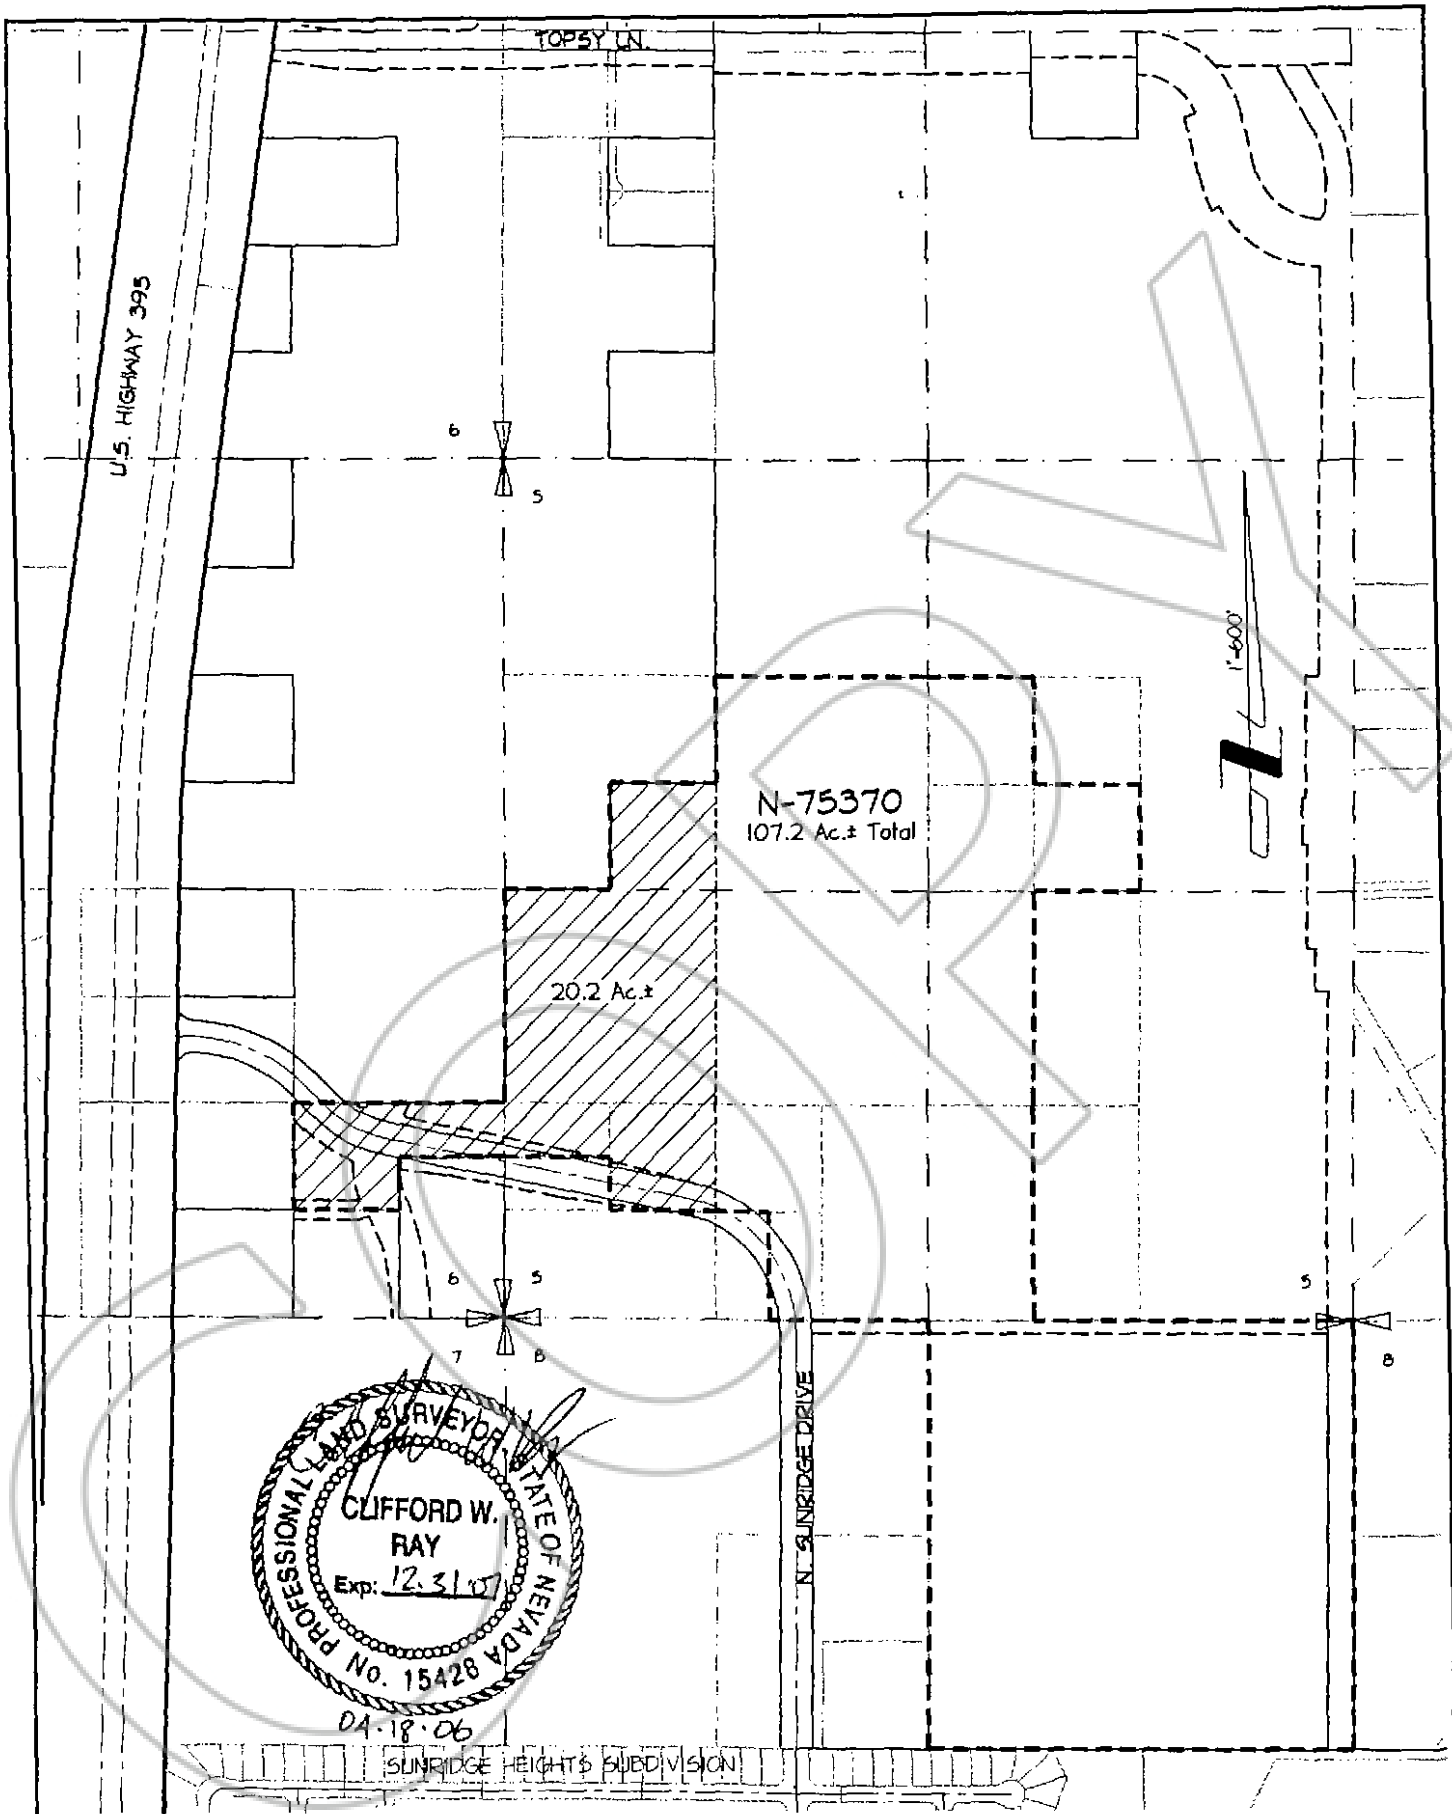 TOPSY LN.
U.S. HIGHWAY 395
6
5
1"=600'
N-75370
107.2 Ac.± Total
20.2 Ac.±
6
5
5
7
8
8
N. SUNRIDGE DRIVE
PROFESSIONAL LAND SURVEYOR STATE OF NEVADA
CLIFFORD W.
RAY
Exp: 12.31.07
No. 15428
04.18.06
SUNRIDGE HEIGHTS SUBDIVISION
COPY